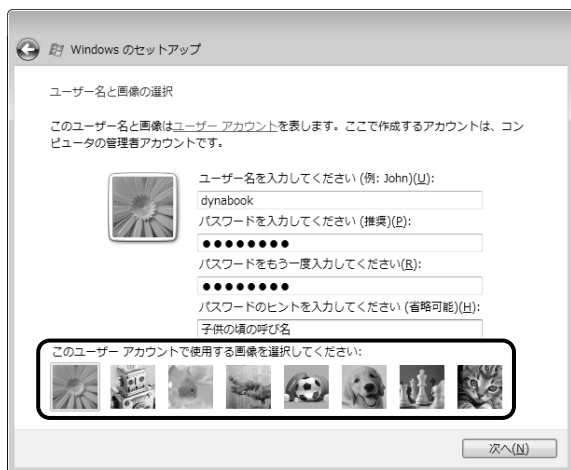 Windows のセットアップ
ユーザー名と画像の選択
このユーザー名と画像はユーザー アカウントを表します。ここで作成するアカウントは、コン
ピュータの管理者アカウントです。
ユーザー名を入力してください (例: John)(U):
dynabook
パスワードを入力してください (推奨)(P):
●●●●●●●●
パスワードをもう一度入力してください(R):
●●●●●●●●
パスワードのヒントを入力してください (省略可能)(H):
子供の頃の呼び名
このユーザー アカウントで使用する画像を選択してください:
次へ(N)